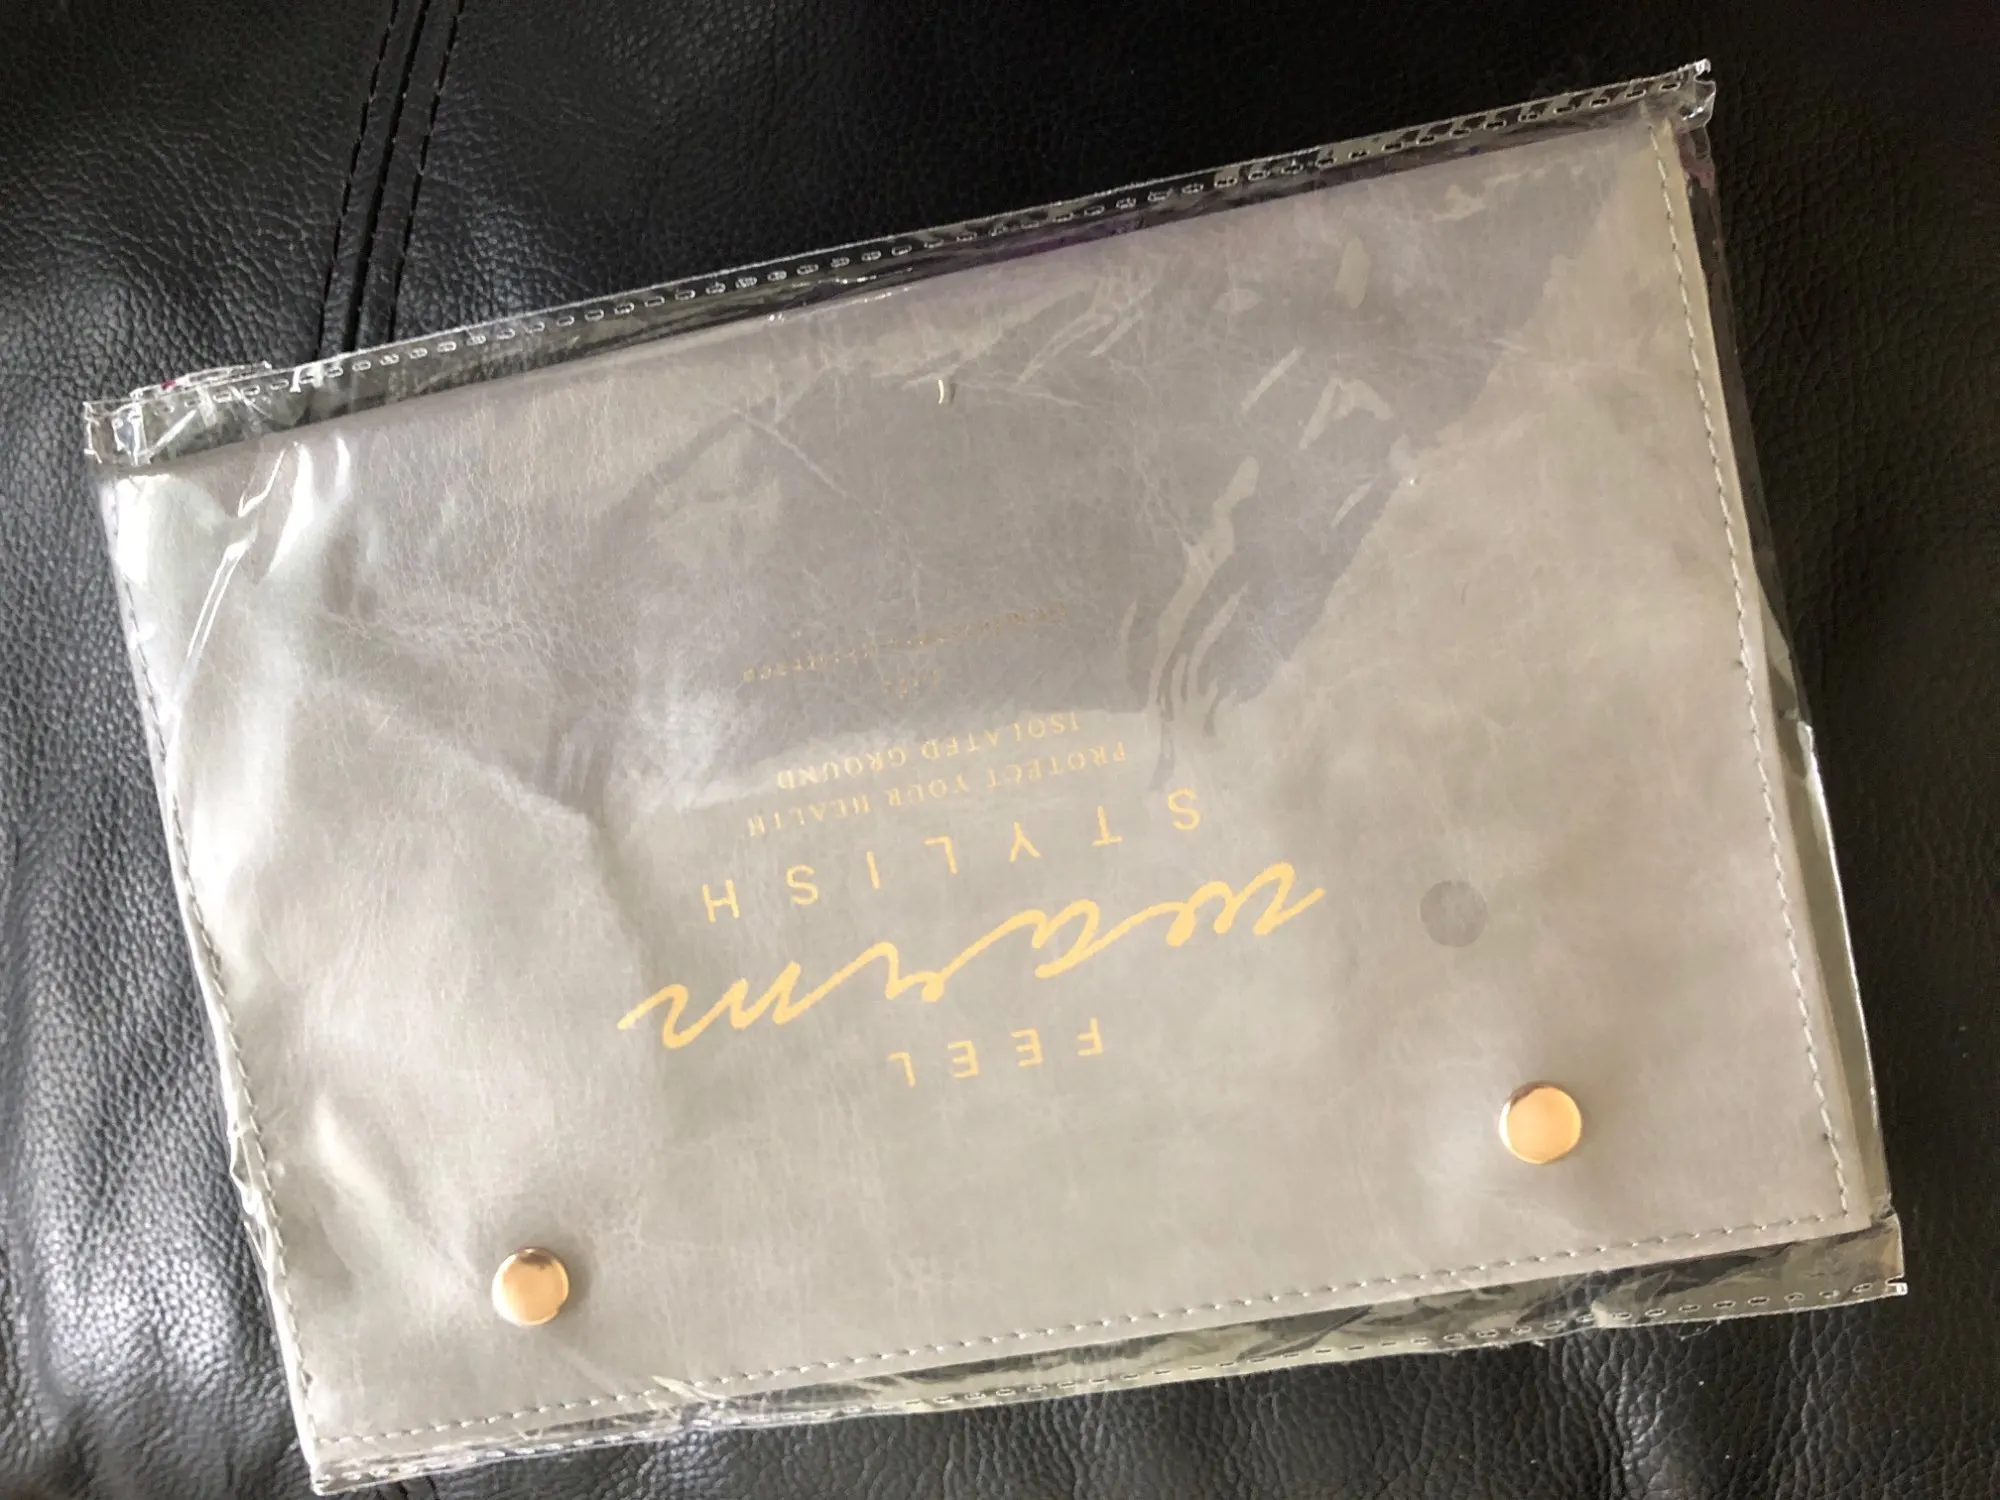 FEEL
warm
STYLISH
PROTECT YOUR HEALTH
ISOLATED GROUND